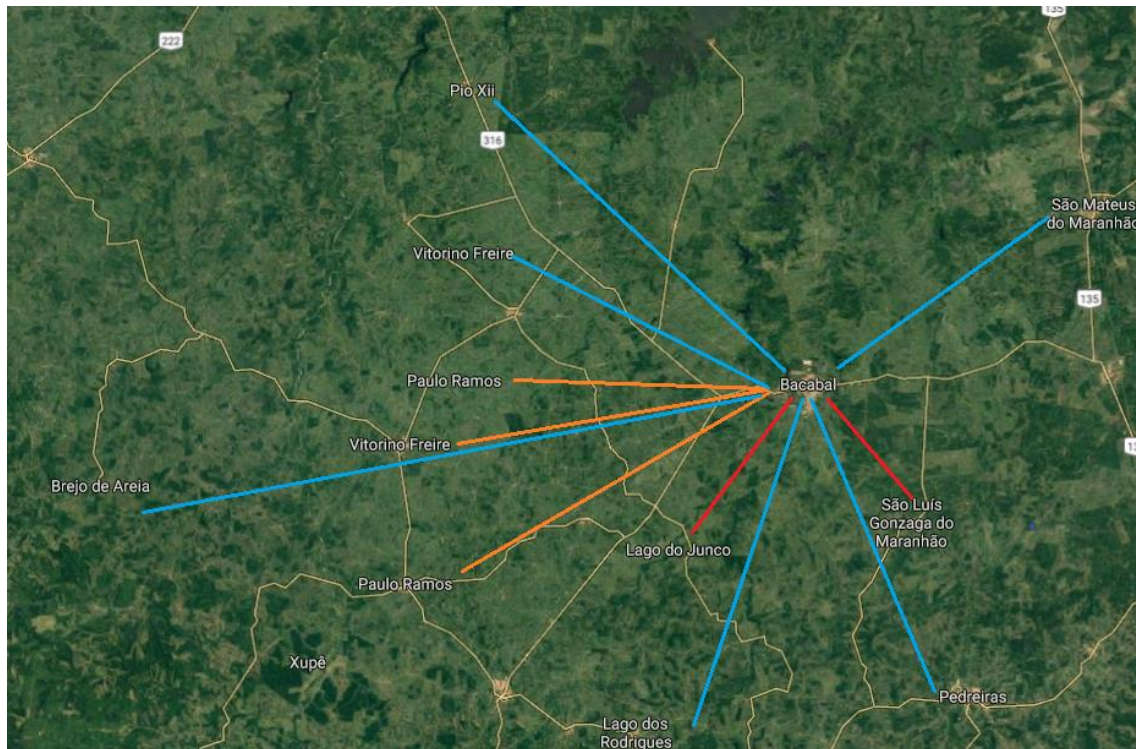 135
222
Pio Xii
316
São Mateus
do Maranhão
Vitorino Freire
135
Paulo Ramos
Bacabal
Vitorino Freire
Brejo de Areia
São Luís
Gonzaga do
Maranhão
Lago do Junco
Paulo Ramos
Xupê
Pedreiras
Lago dos
Rodrigues